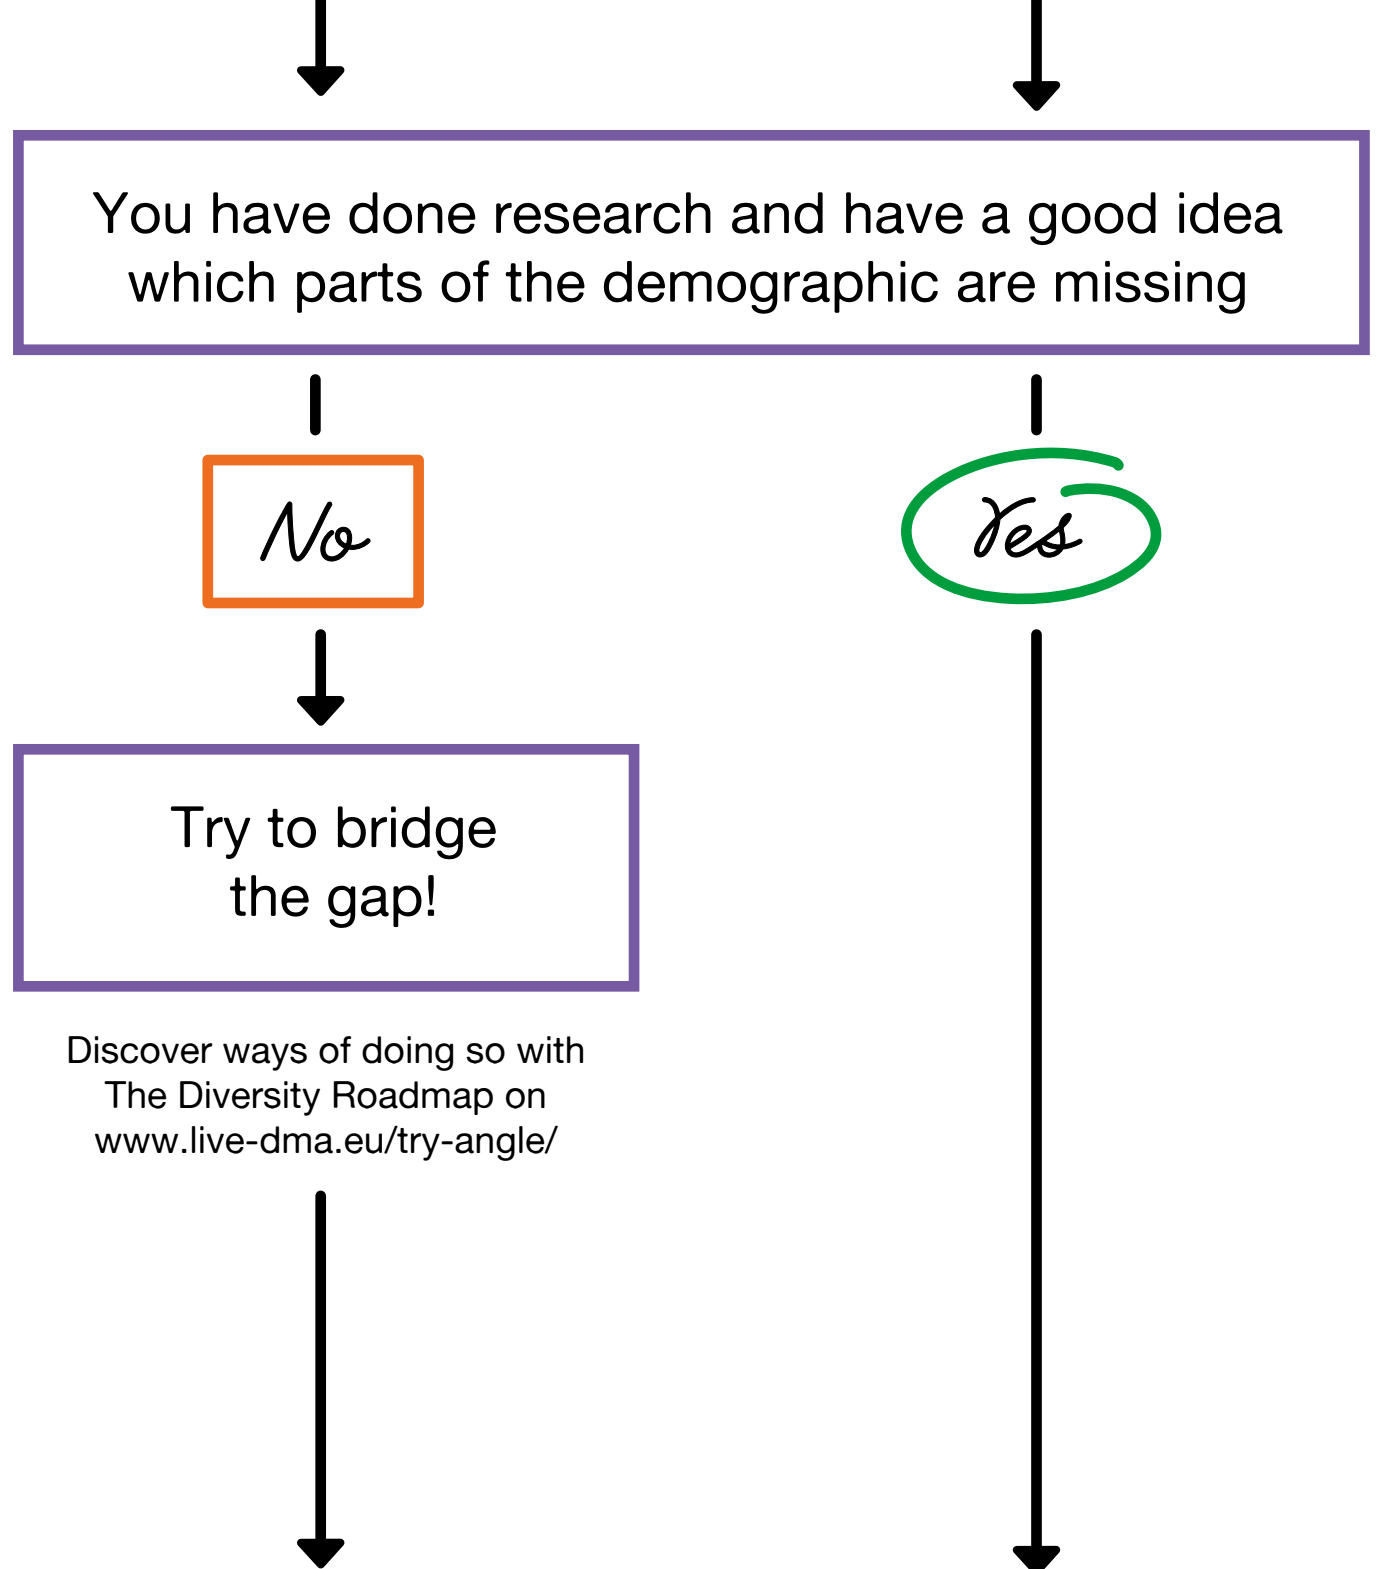 You have done research and have a good idea
which parts of the demographic are missing
No
Yes
Try to bridge
the gap!
Discover ways of doing so with
The Diversity Roadmap on
www.live-dma.eu/try-angle/